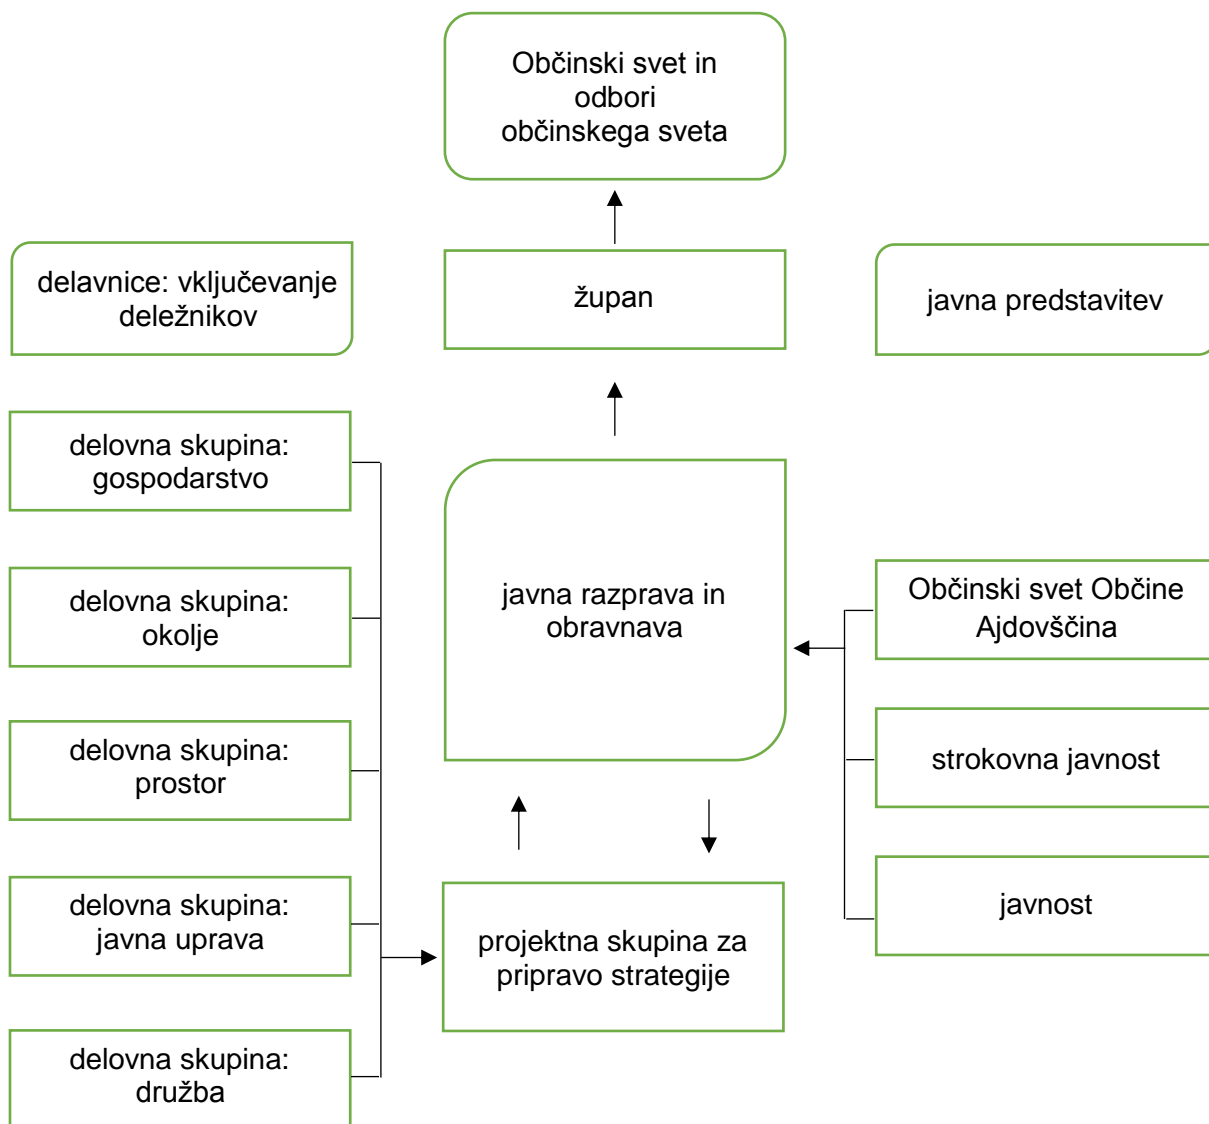 Občinski svet in
odbori
občinskega sveta
delavnice: vključevanje
deležnikov
župan
javna predstavitev
delovna skupina:
gospodarstvo
delovna skupina:
okolje
delovna skupina:
prostor
delovna skupina:
javna uprava
delovna skupina:
družba
javna razprava in
obravnava
projektna skupina za
pripravo strategije
Občinski svet Občine
Ajdovščina
strokovna javnost
javnost